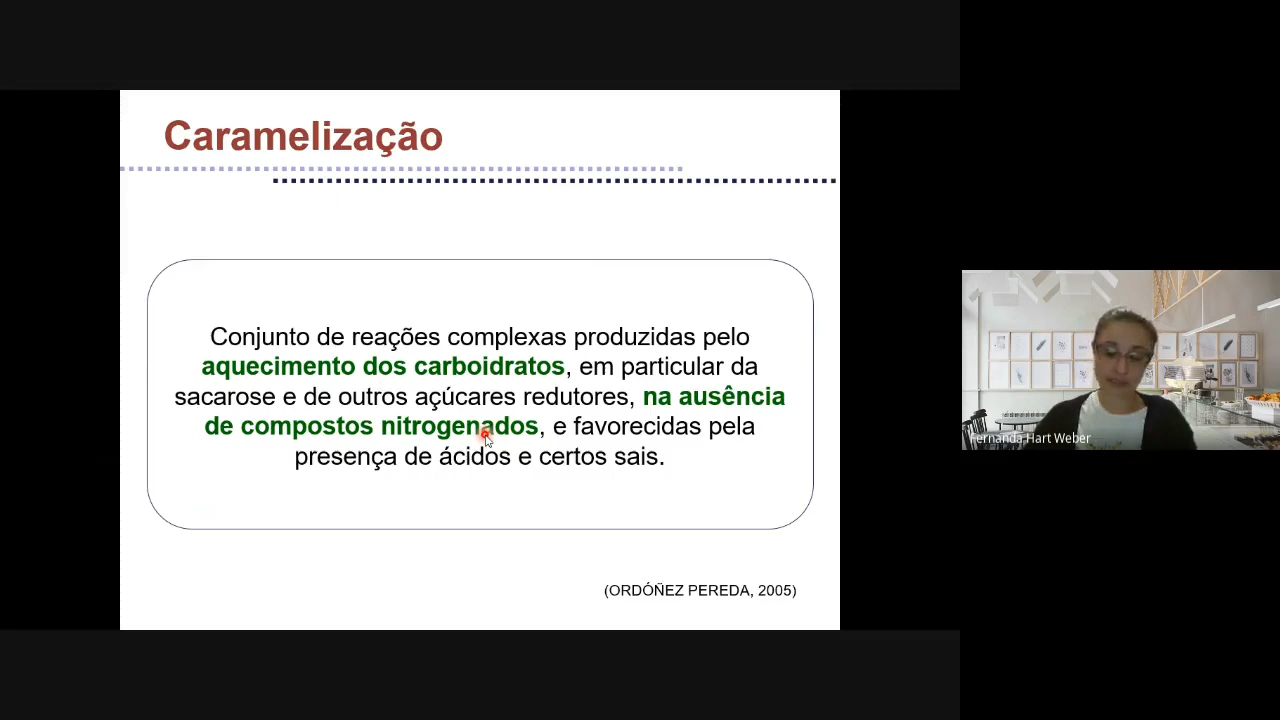 Caramelização
Conjunto de reações complexas produzidas pelo
aquecimento dos carboidratos, em particular da
sacarose e de outros açúcares redutores, na ausência
de compostos nitrogenados, e favorecidas pela
presença de ácidos e certos sais.
(ORDÓÑEZ PEREDA, 2005)
Fernanda Hart Weber